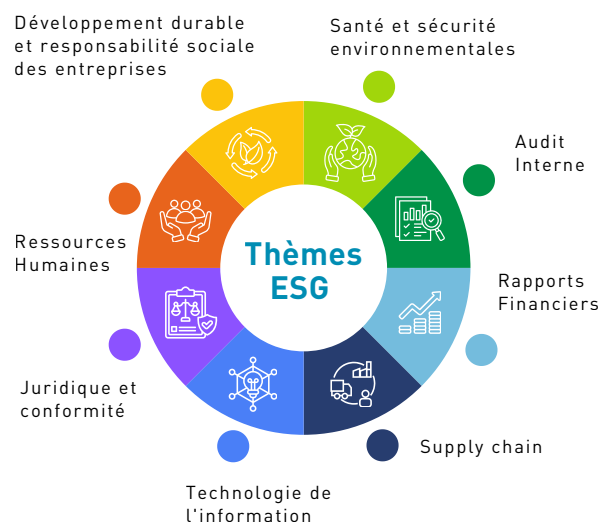 Développement durable
et responsabilité sociale
des entreprises
Santé et sécurité
environnementales
Audit
Interne
Ressources
Humaines
Thèmes
ESG
Rapports
Financiers
Juridique et
conformité
Supply chain
Technologie de
l'information